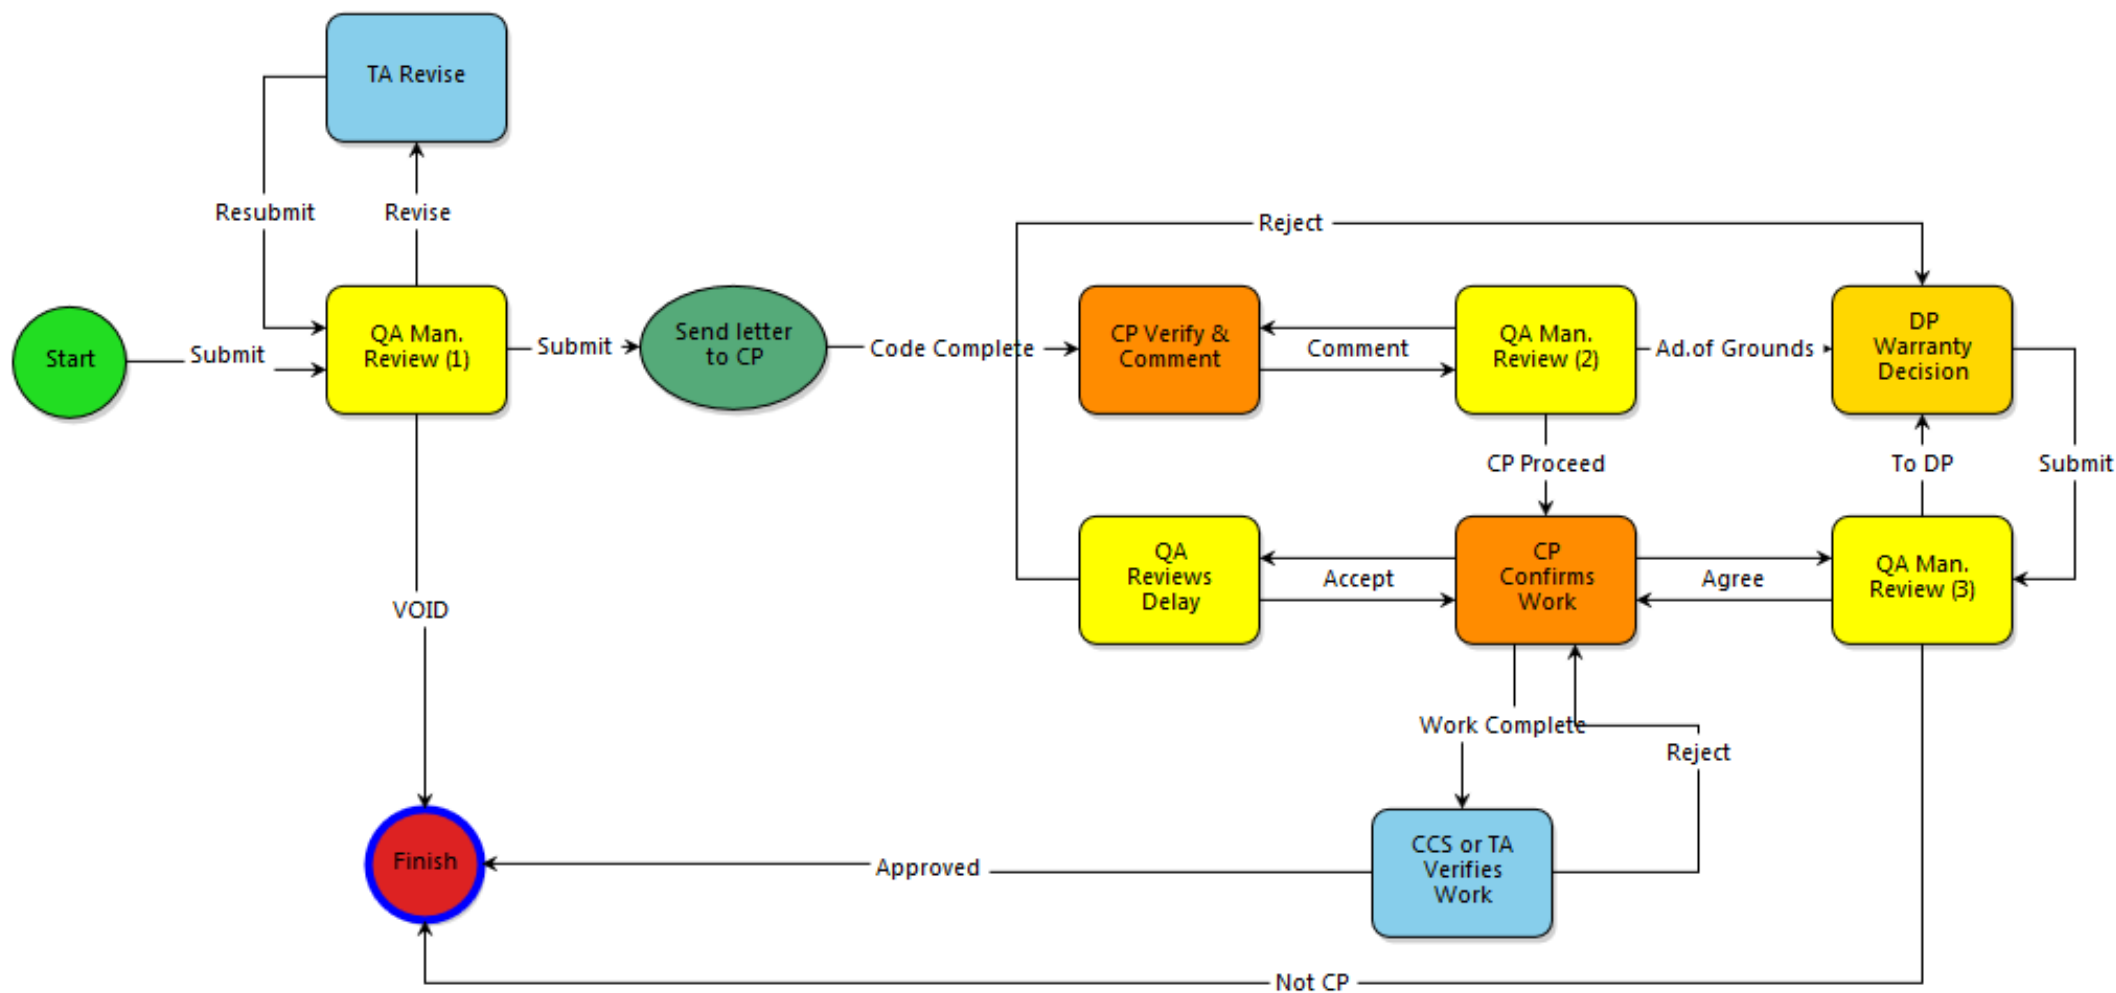 TA Revise
Resubmit
Revise
Reject
Start
Submit
QA Man.
Review (1)
Submit
Send letter
to CP
Code Complete
CP Verify &
Comment
Comment
QA Man.
Review (2)
Ad.of Grounds
DP
Warranty
Decision
CP Proceed
To DP
Submit
QA
Reviews
Delay
Accept
CP
Confirms
Work
Agree
QA Man.
Review (3)
VOID
Work Complete
Reject
Finish
Approved
CCS or TA
Verifies
Work
Not CP